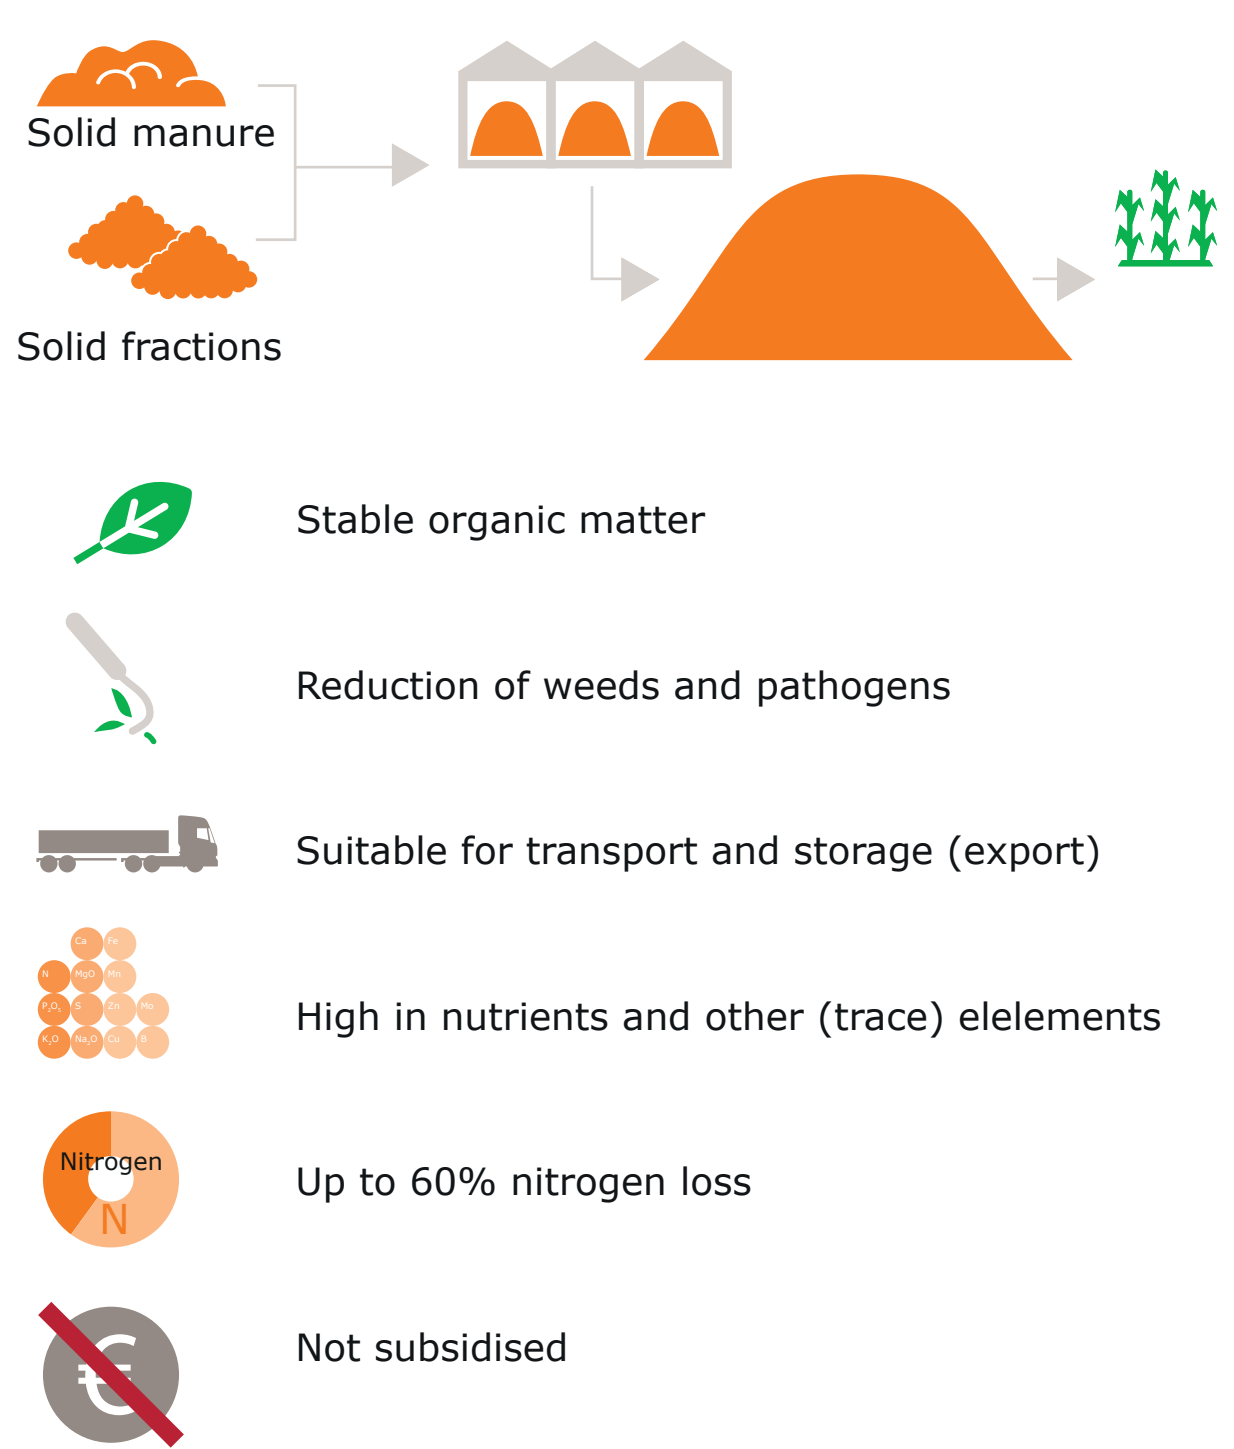 Solid manure
Solid fractions
Stable organic matter
Reduction of weeds and pathogens
Suitable for transport and storage (export)
Ca Fe
N MgO Mn
P₂O₅ S Zn Mo
K₂O Na₂O Cu B
High in nutrients and other (trace) elelements
Nitrogen
N
Up to 60% nitrogen loss
€
Not subsidised